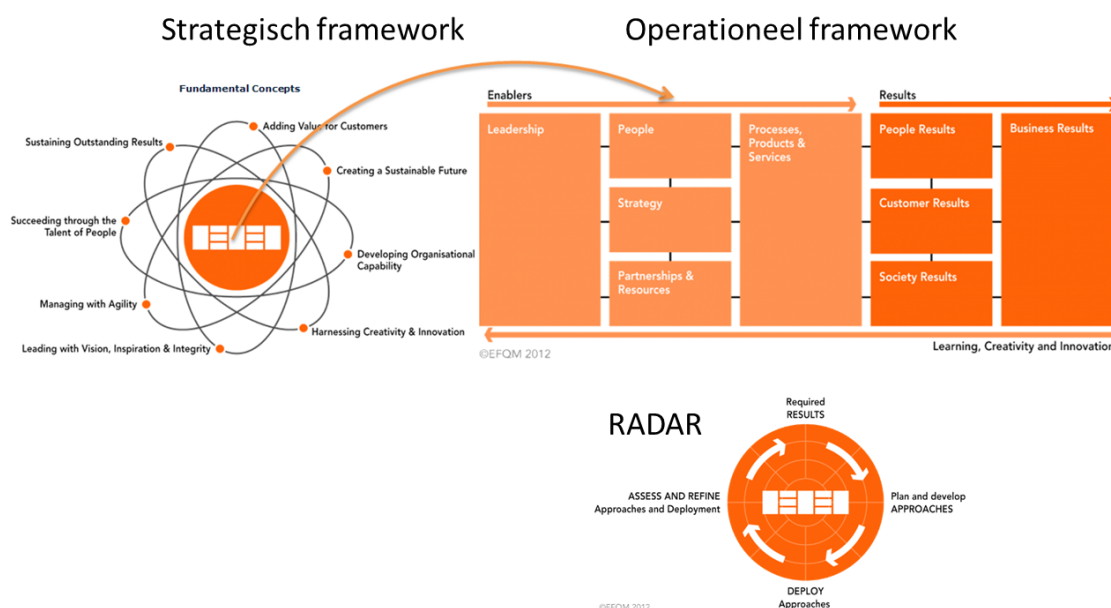 Strategisch framework
Operationeel framework
Fundamental Concepts
Adding Value for Customers
Sustaining Outstanding Results
Creating a Sustainable Future
Succeeding through the
Talent of People
Developing Organisational
Capability
Managing with Agility
Harnessing Creativity & Innovation
Leading with Vision, Inspiration & Integrity
Enablers
Results
Leadership
People
Processes,
Products &
Services
People Results
Business Results
Strategy
Customer Results
Partnerships &
Resources
Society Results
©EFQM 2012
Learning, Creativity and Innovation
RADAR
Required
RESULTS
ASSESS AND REFINE
Approaches and Deployment
Plan and develop
APPROACHES
DEPLOY
Approaches
©EFQM 2012